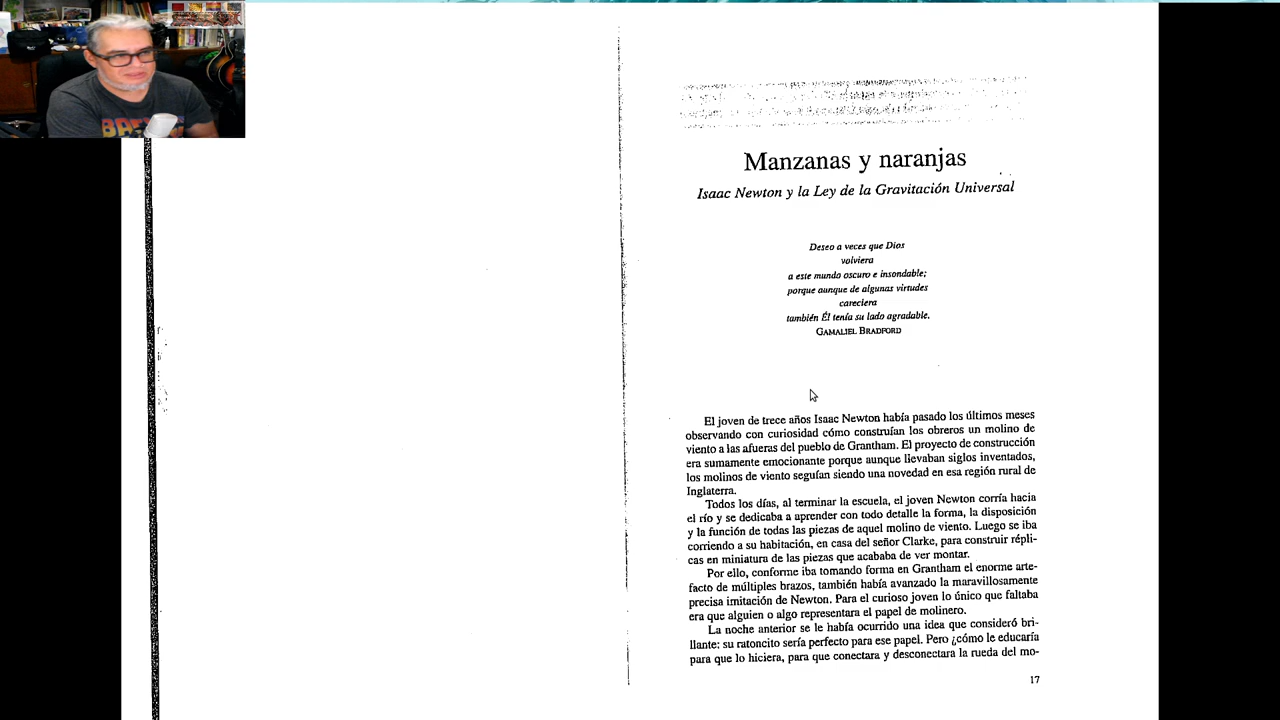 Manzanas y naranjas
Isaac Newton y la Ley de la Gravitación Universal
Deseo a veces que Dios
volviera
a este mundo oscuro e insondable;
porque aunque de algunas virtudes
careciera
también Él tenía su lado agradable.
GAMALIEL BRADFORD
El joven de trece años Isaac Newton había pasado los últimos meses
observando con curiosidad cómo construían los obreros un molino de
viento a las afueras del pueblo de Grantham. El proyecto de construcción
era sumamente emocionante porque aunque llevaban siglos inventados,
los molinos de viento seguían siendo una novedad en esa región rural de
Inglaterra.
Todos los días, al terminar la escuela, el joven Newton corría hacia
el río y se dedicaba a aprender con todo detalle la forma, la disposición
y la función de todas las piezas de aquel molino de viento. Luego se iba
corriendo a su habitación, en casa del señor Clarke, para construir répli-
cas en miniatura de las piezas que acababa de ver montar.
Por ello, conforme iba tomando forma en Grantham el enorme arte-
facto de múltiples brazos, también había avanzado la maravillosamente
precisa imitación de Newton. Para el curioso joven lo único que faltaba
era que alguien o algo representara el papel de molinero.
La noche anterior se le había ocurrido una idea que consideró bri-
llante: su ratoncito sería perfecto para ese papel. Pero ¿cómo le educaría
para que lo hiciera, para que conectara y desconectara la rueda del mo-
17